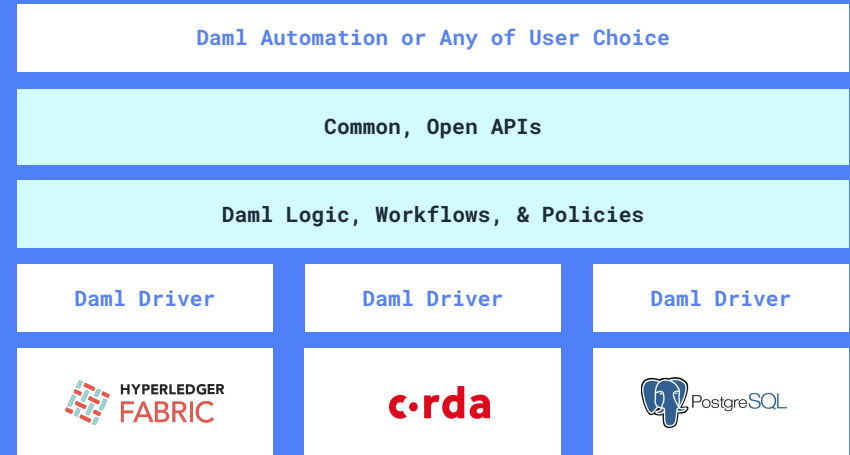 Daml Automation or Any of User Choice
Common, Open APIs
Daml Logic, Workflows, & Policies
Daml Driver
Daml Driver
Daml Driver
HYPERLEDGER
FABRIC
c·rda
PostgreSQL